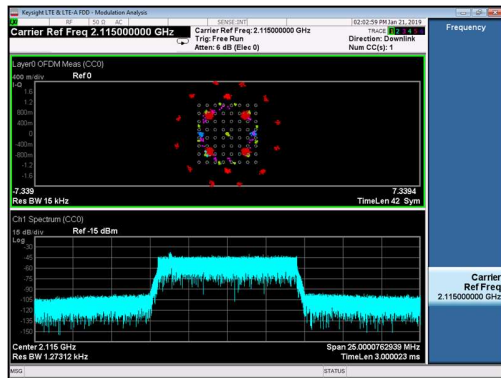 Keysight LTE & LTE-A FDD - Modulation Analysis
RF 50 Ω AC SENSE:INT 02:02:59 PM Jan 21, 2019
Carrier Ref Freq 2.115000000 GHz
Carrier Ref Freq: 2.115000000 GHz
Trig: Free Run
Atten: 6 dB (Elec 0)
TRACE 1 2 3 4 5 6
Direction: Downlink
Num CC(s): 1
Frequency
Layer0 OFDM Meas (CC0)
400 m/div Ref 0
I-Q
1.6
1.2
800m
400m
0
-400m
-800m
-1.2
-1.6
-7.339 7.3394
Res BW 15 kHz TimeLen 42 Sym
Ch1 Spectrum (CC0)
15 dB/div Ref -15 dBm
Log
-30
-45
-60
-75
-90
-105
-120
-135
-150
Center 2.115 GHz Span 25.0000762939 MHz
Res BW 1.27312 kHz TimeLen 3.000023 ms
Carrier
Ref Freq
2.115000000 GHz
MSG STATUS